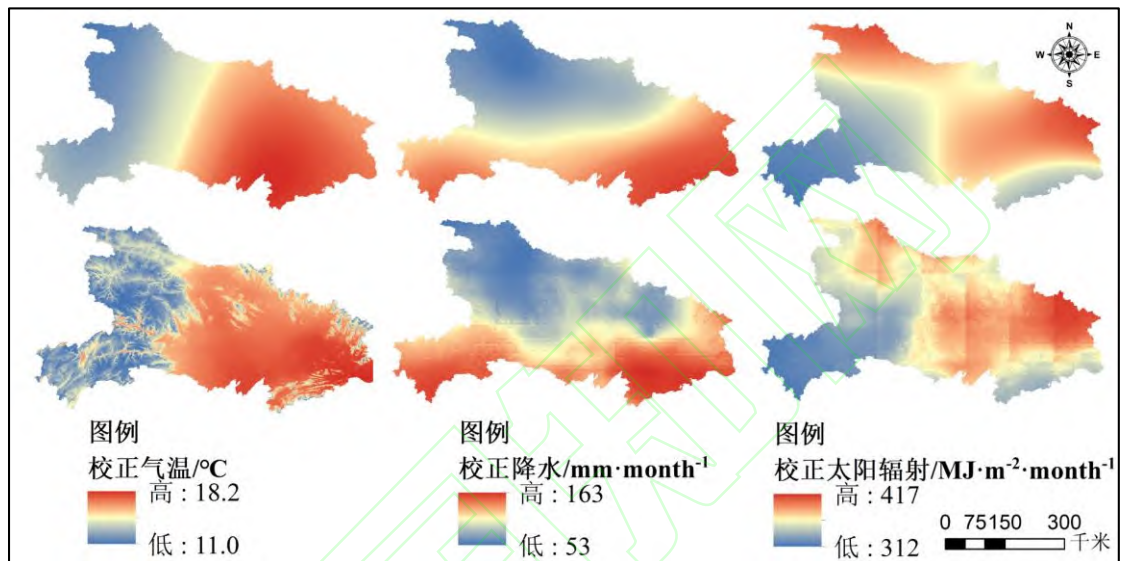 N
W E
S
图例
校正气温/°C
高 : 18.2
低 : 11.0
图例
校正降水/mm·month⁻¹
高 : 163
低 : 53
图例
校正太阳辐射/MJ·m⁻²·month⁻¹
高 : 417
低 : 312
0 75150 300
千米